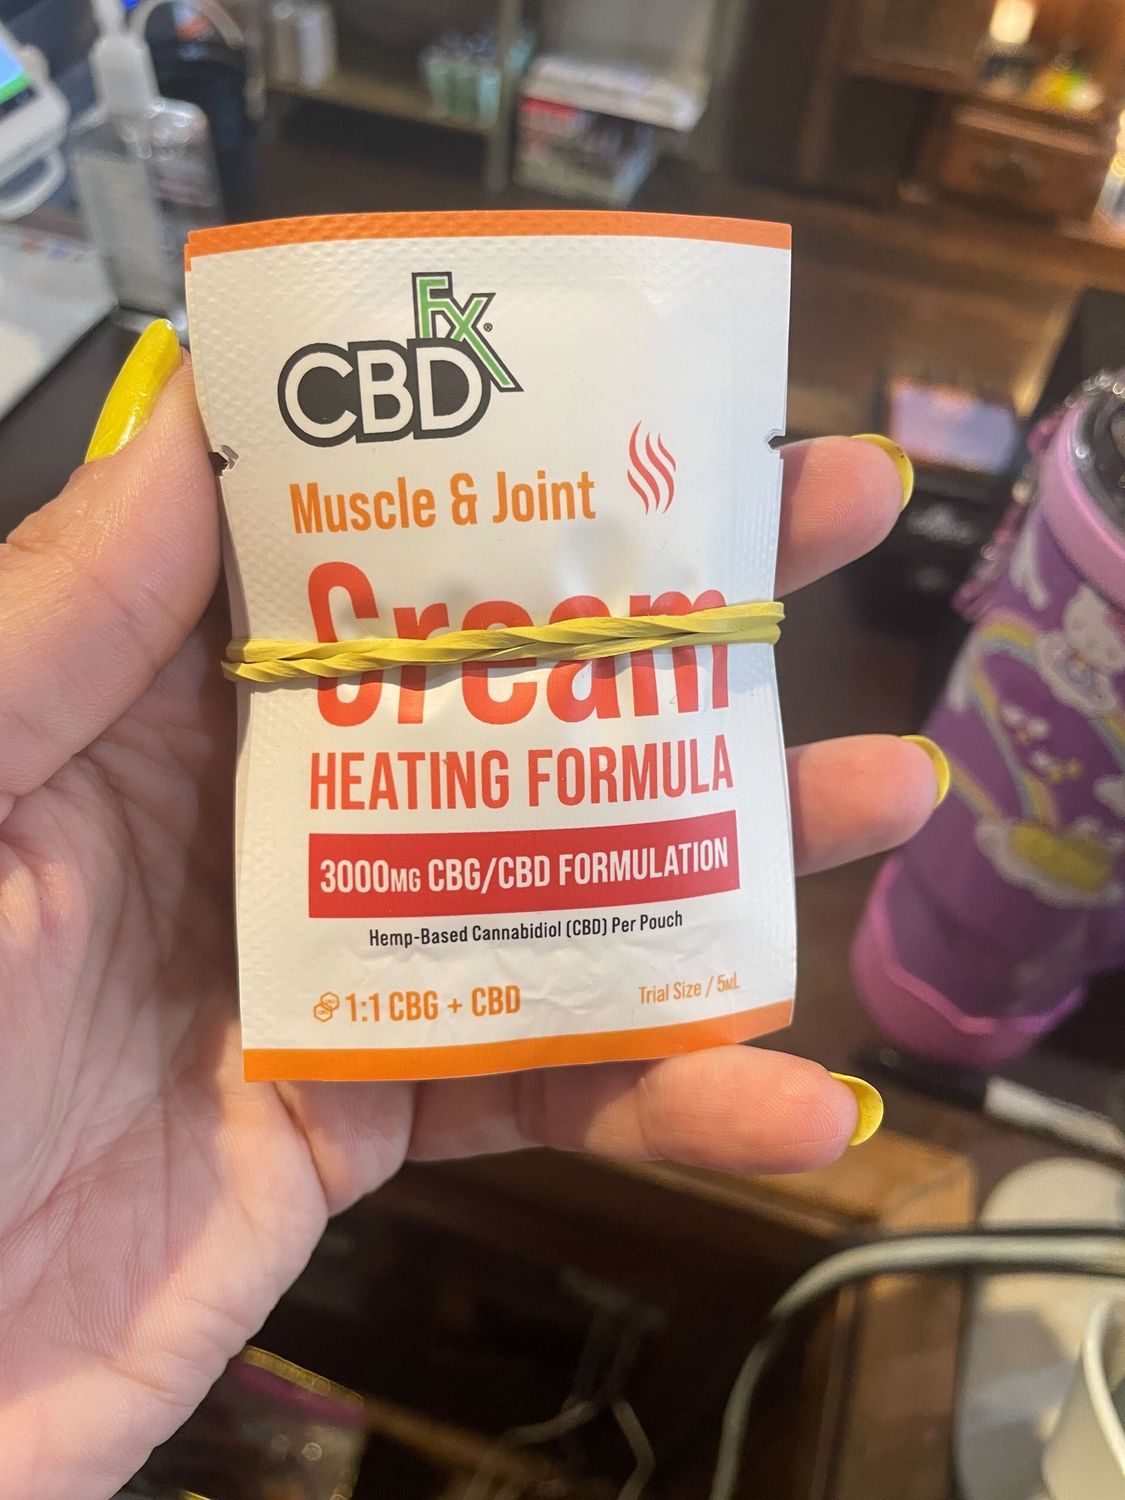 CBD Fx®
Muscle & Joint
Cream
HEATING FORMULA
3000MG CBG/CBD FORMULATION
Hemp-Based Cannabidiol (CBD) Per Pouch
1:1 CBG + CBD
Trial Size / 5mL